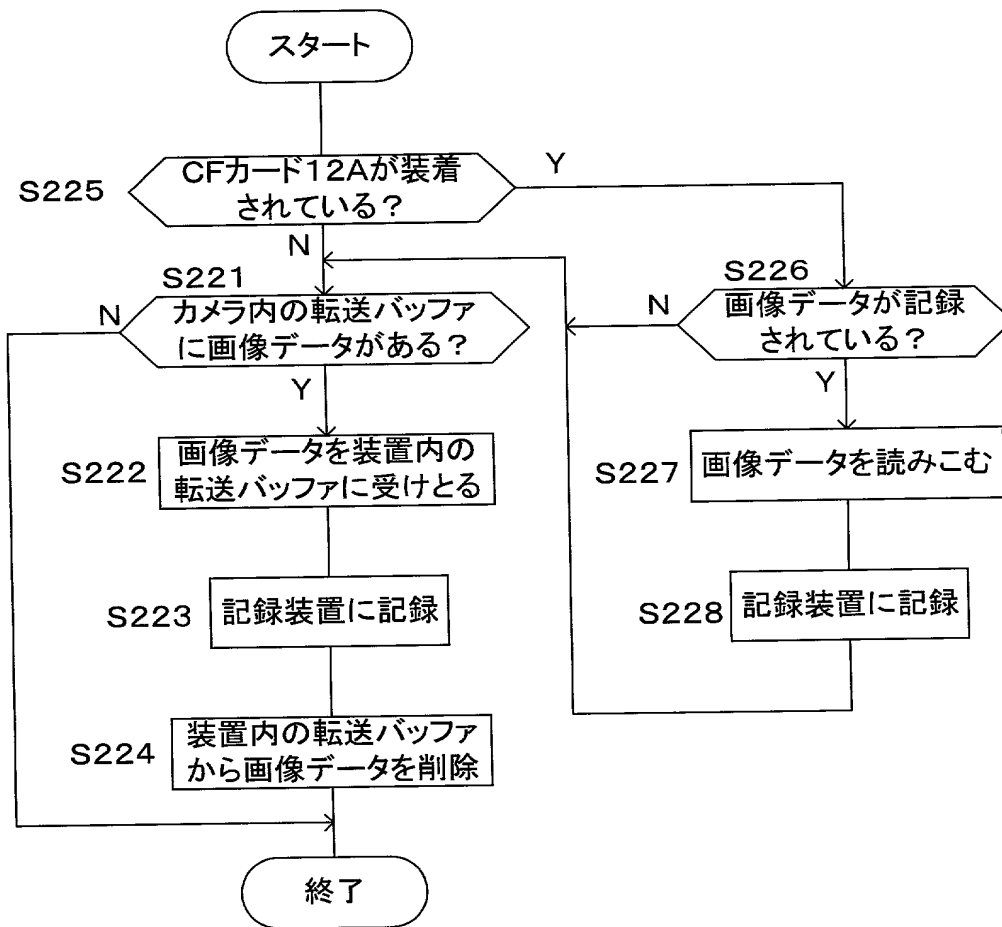 スタート
S225
CFカード12Aが装着
されている?
Y
N
S221
N
カメラ内の転送バッファ
に画像データがある?
Y
S226
N
画像データが記録
されている?
Y
S222
画像データを装置内の
転送バッファに受けとる
S227
画像データを読みこむ
S223
記録装置に記録
S228
記録装置に記録
S224
装置内の転送バッファ
から画像データを削除
終了